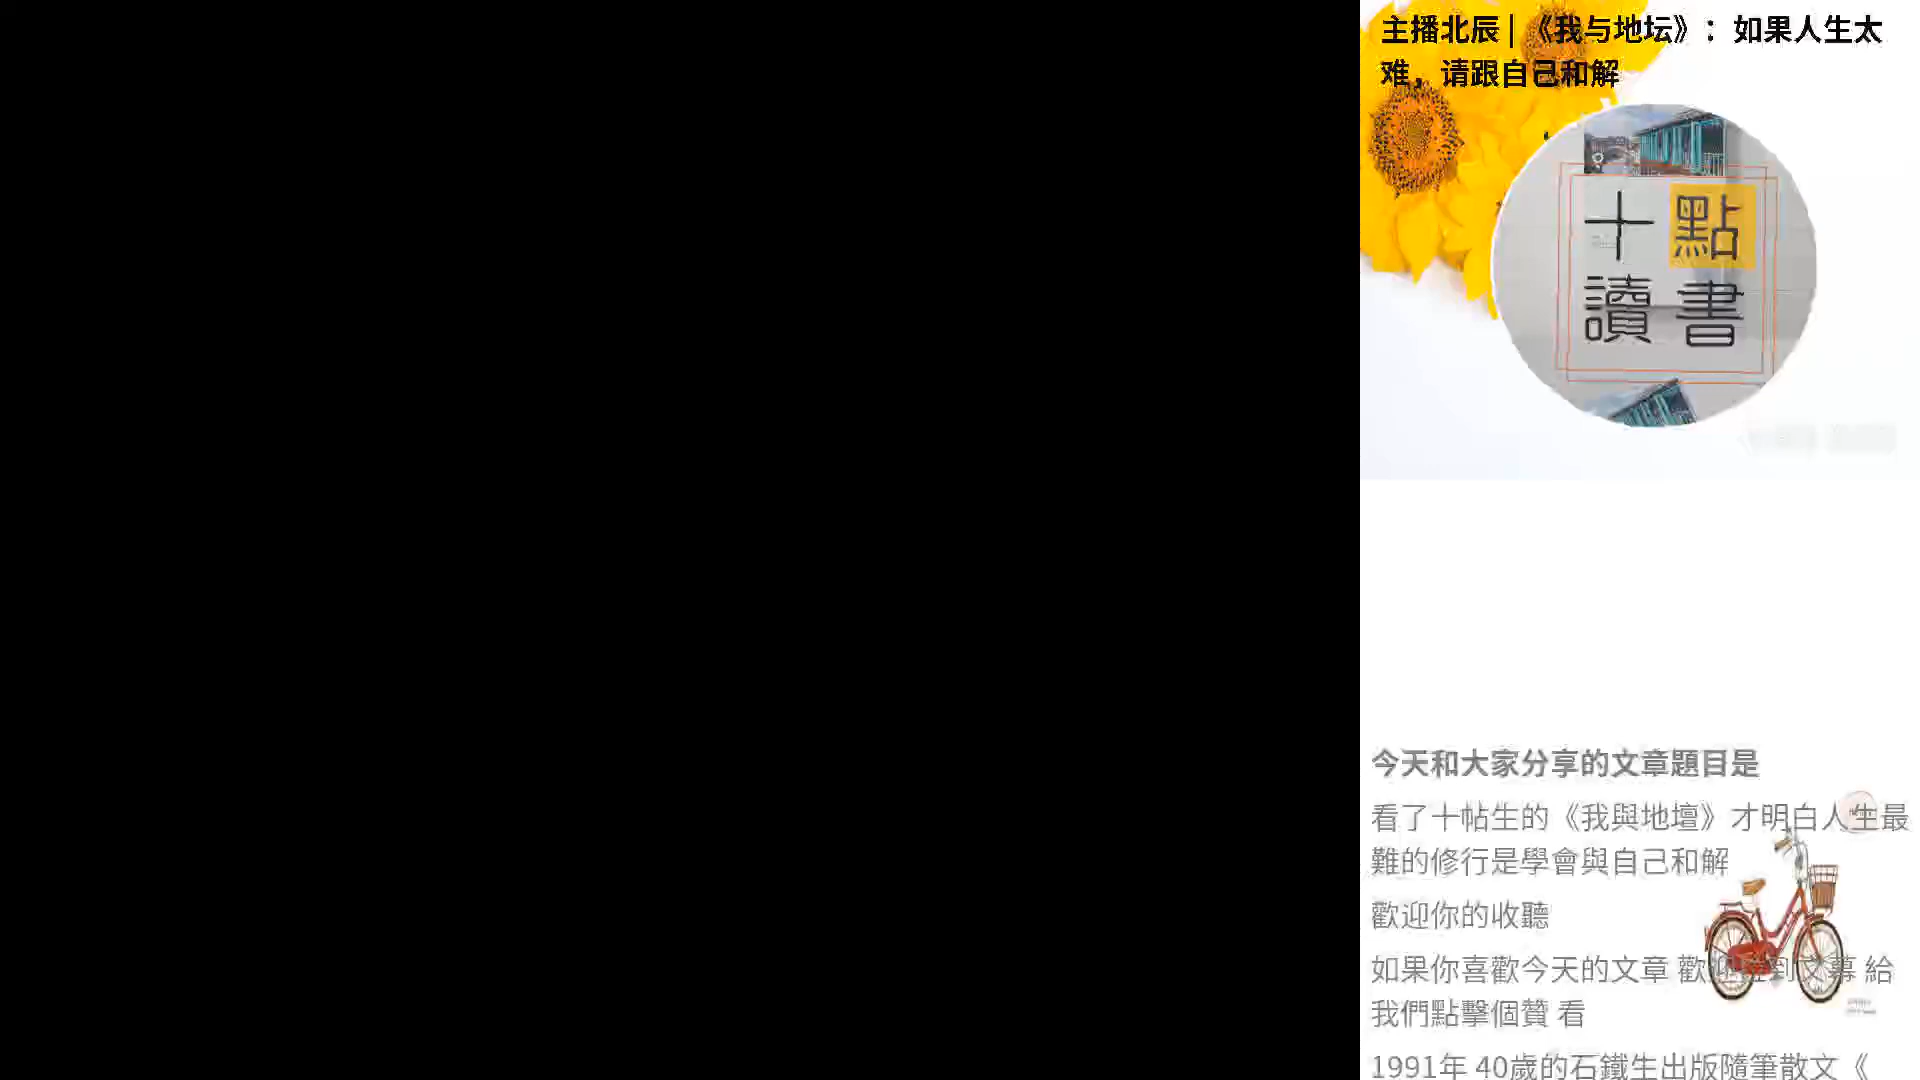 主播北辰 | 《我与地坛》：如果人生太
难，请跟自己和解
十點
讀書
今天和大家分享的文章題目是
看了十帖生的《我與地壇》才明白人生最
難的修行是學會與自己和解
歡迎你的收聽
如果你喜歡今天的文章 歡迎 到文幕 給
我們點擊個贊 看
1991年 40歲的石鐵生出版隨筆散文《